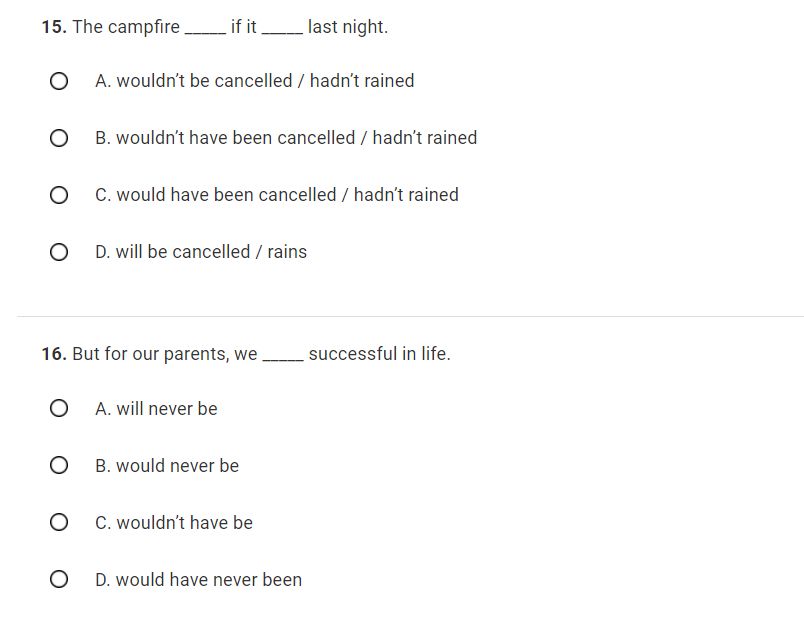 15. The campfire _____ if it _____ last night.
A. wouldn’t be cancelled / hadn’t rained
B. wouldn’t have been cancelled / hadn’t rained
C. would have been cancelled / hadn’t rained
D. will be cancelled / rains
16. But for our parents, we _____ successful in life.
A. will never be
B. would never be
C. wouldn’t have be
D. would have never been